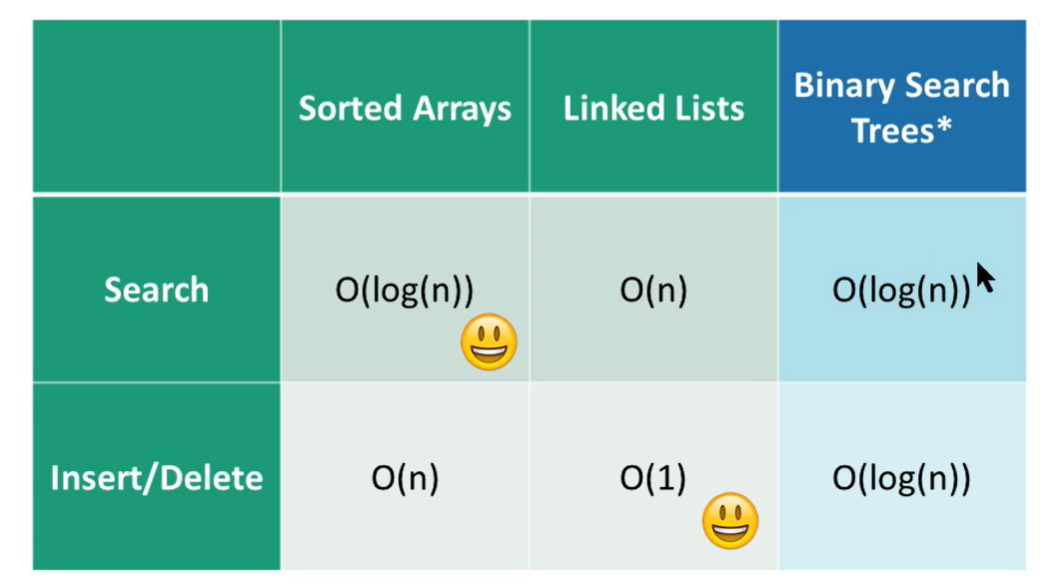 Sorted Arrays
Linked Lists
Binary Search
Trees*
Search
O(log(n))
O(n)
O(log(n))
Insert/Delete
O(n)
O(1)
O(log(n))